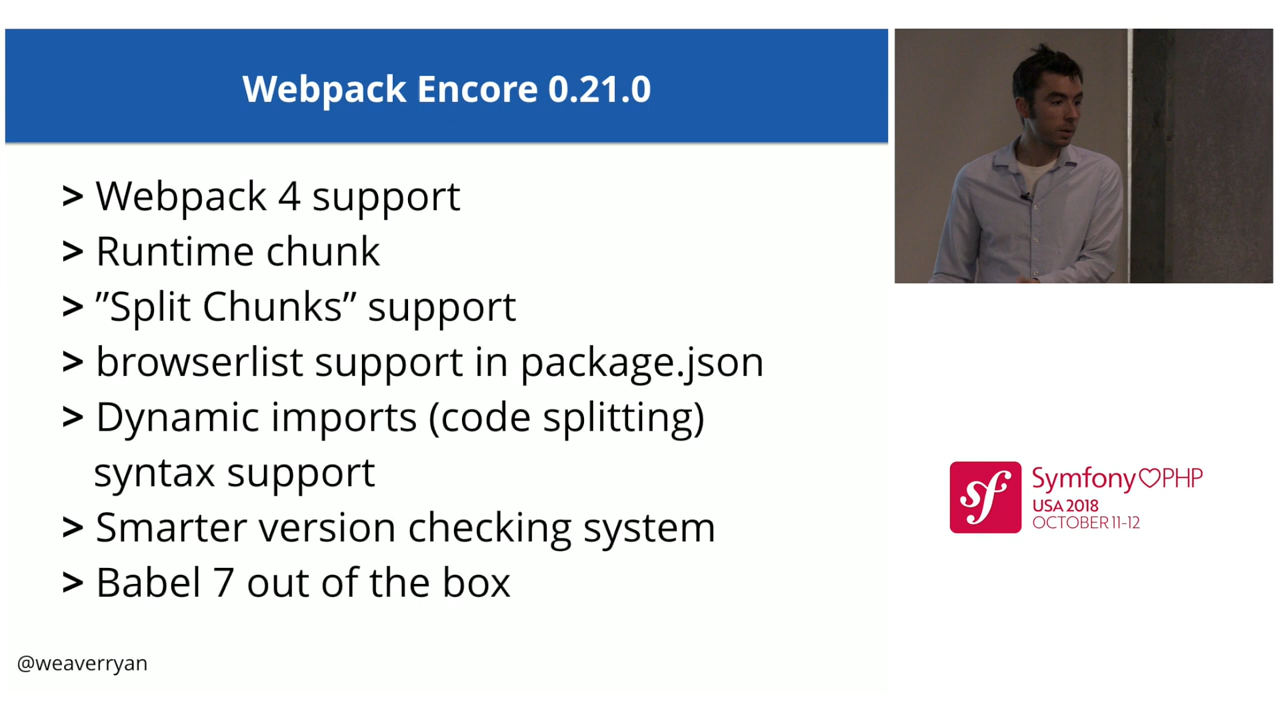 Webpack Encore 0.21.0
> Webpack 4 support
> Runtime chunk
> ”Split Chunks” support
> browserlist support in package.json
> Dynamic imports (code splitting)
syntax support
> Smarter version checking system
> Babel 7 out of the box
@weaverryan
sf
Symfony♡PHP
USA 2018
OCTOBER 11-12